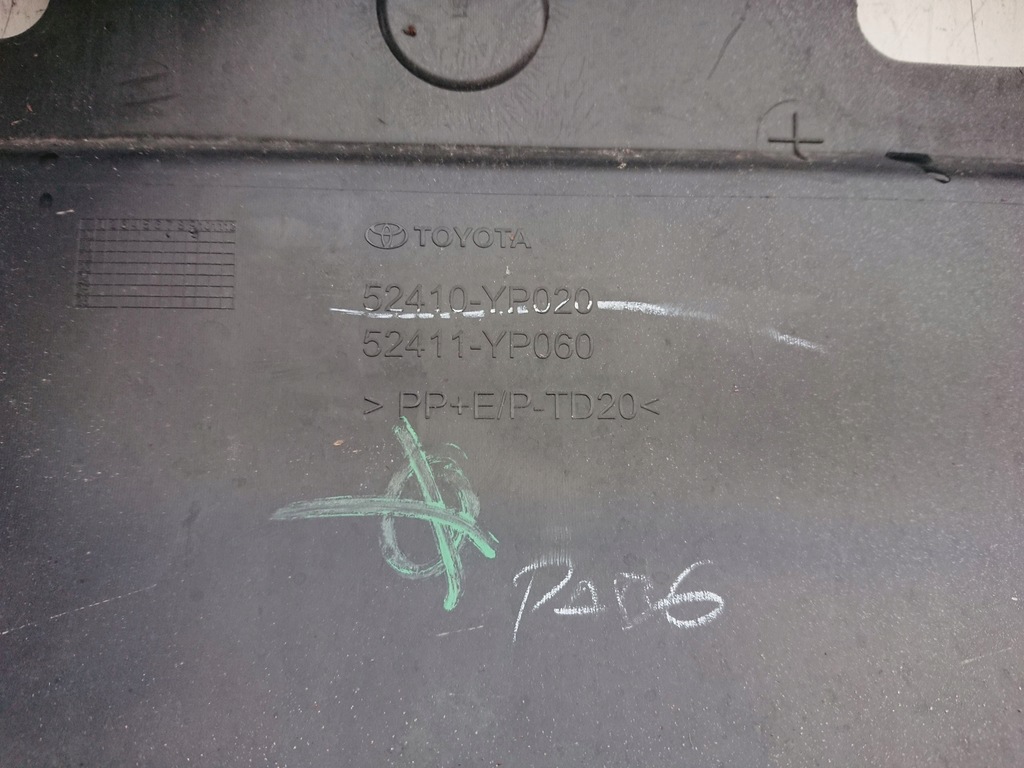 TOYOTA
52410-YP020
52411-YP060
> PP+E/P-TD20<